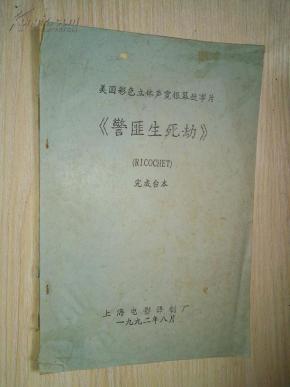 美国彩色立体声宽银幕故事片
《警匪生死劫》
(RICOCHET)
完成台本
上海电影译制厂
一九九二年八月